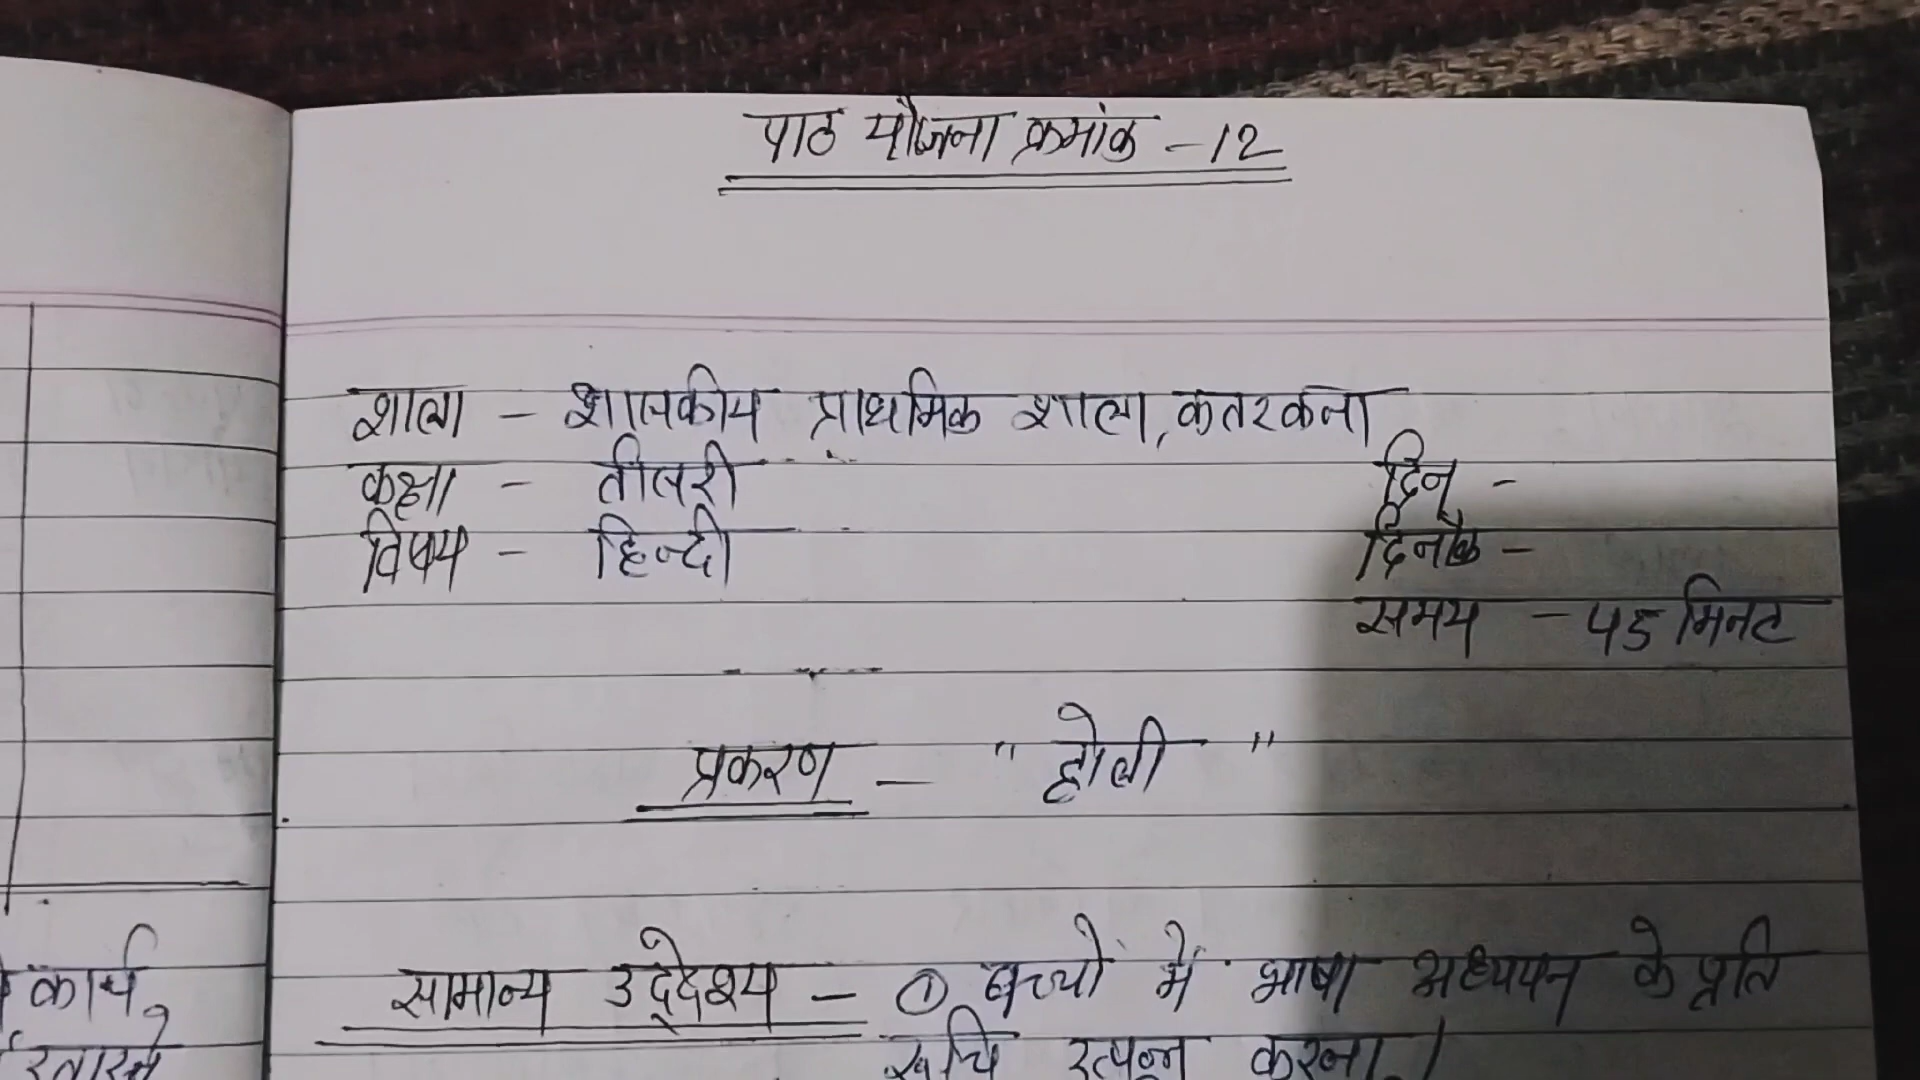 पाठ योजना क्रमांक - 12
शाला - शासकीय प्राथमिक शाला, कतरकना
कक्षा - तीसरी
दिन -
विषय - हिन्दी
दिनाँक -
समय - 45 मिनट
प्रकरण - " होली "
सामान्य उद्देश्य - ① बच्चों में भाषा अध्ययन के प्रति
रूचि उत्पन्न करना।
कार्य